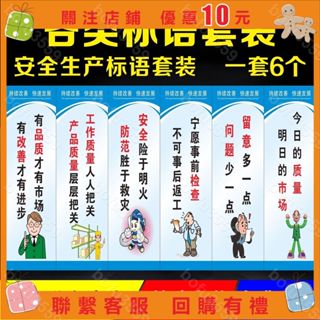 關注店鋪 優惠10元
各类标语套装
安全生产标语套装 一套6个
持续改善 快速发展
有品质才有市场
有改善才有进步
持续改善 快速发展
工作质量人人把关
产品质量层层把关
持续改善 快速发展
安全险于明火
防范胜于救灾
持续改善 快速发展
宁愿事前检查
不可事后返工
持续改善 快速发展
留意多一点
问题少一点
持续改善 快速发展
今日的质量
明日的市场
聯繫客服 回購有禮